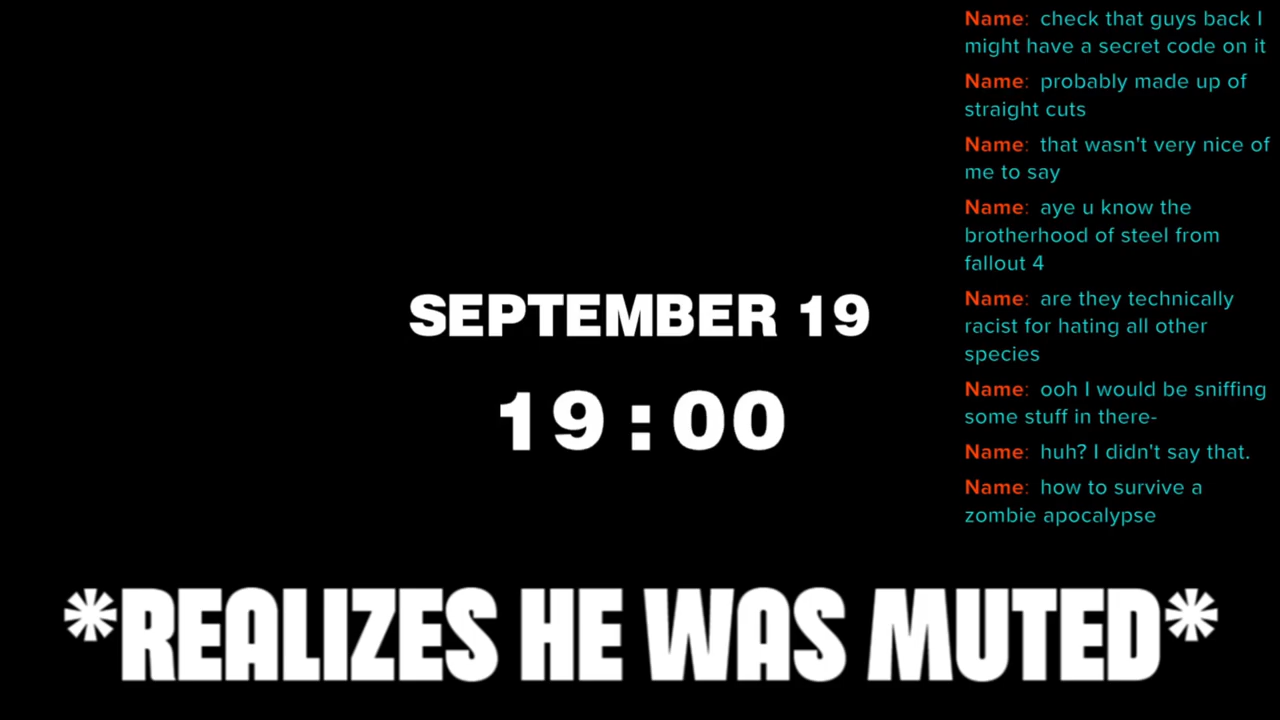 Name: check that guys back I
might have a secret code on it
Name: probably made up of
straight cuts
Name: that wasn't very nice of
me to say
Name: aye u know the
brotherhood of steel from
fallout 4
Name: are they technically
racist for hating all other
species
Name: ooh I would be sniffing
some stuff in there-
Name: huh? I didn't say that.
Name: how to survive a
zombie apocalypse
SEPTEMBER 19
19:00
*REALIZES HE WAS MUTED*